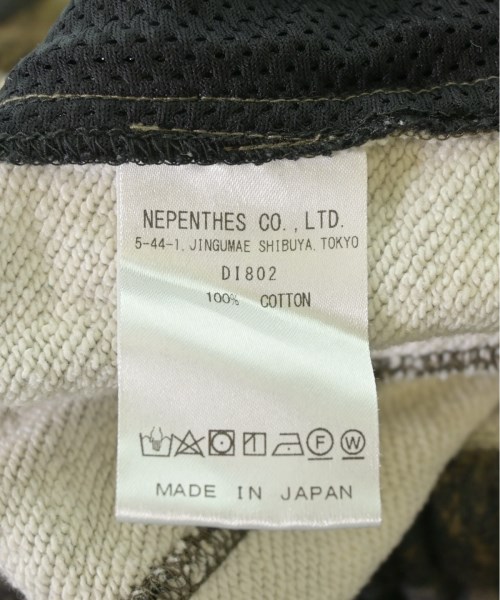 NEPENTHES CO., LTD.
5-44-1, JINGUMAE SHIBUYA, TOKYO
DI802
100% COTTON
F W
MADE IN JAPAN